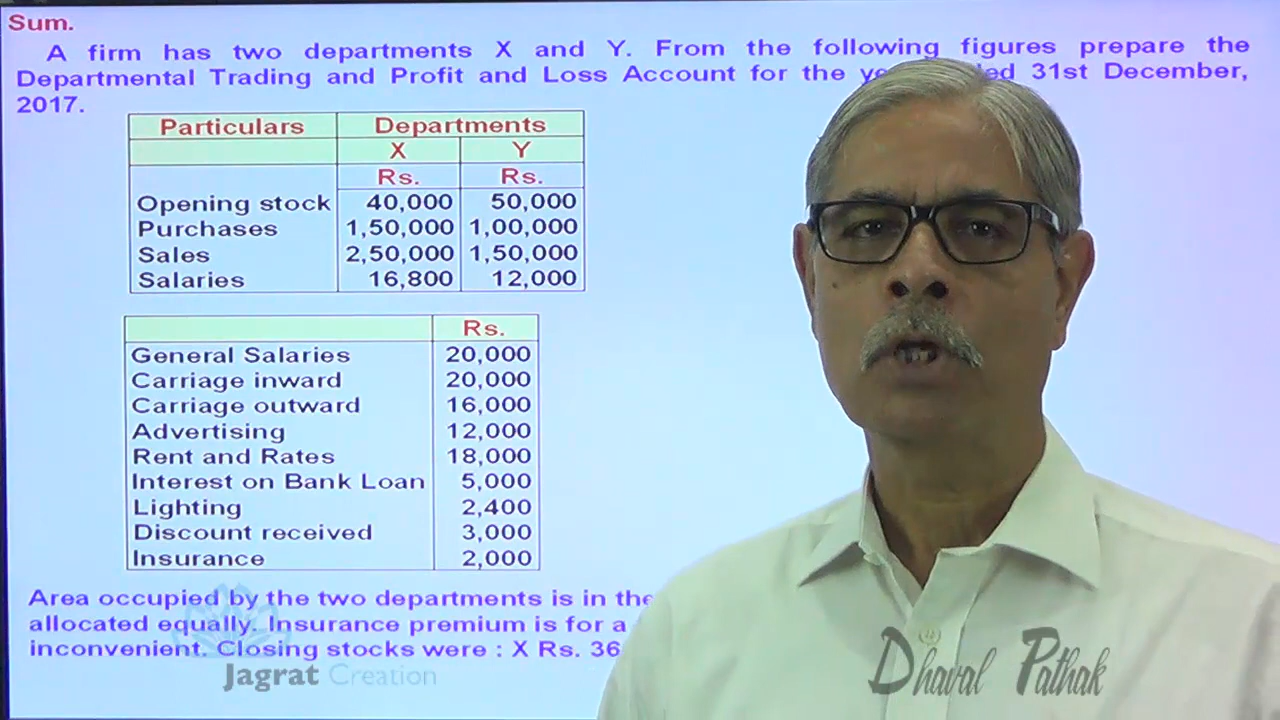 Sum.
A firm has two departments X and Y. From the following figures prepare the
Departmental Trading and Profit and Loss Account for the 31st December,
2017.
Particulars Departments
X Y
Rs. Rs.
Opening stock 40,000 50,000
Purchases 1,50,000 1,00,000
Sales 2,50,000 1,50,000
Salaries 16,800 12,000
Rs.
General Salaries 20,000
Carriage inward 20,000
Carriage outward 16,000
Advertising 12,000
Rent and Rates 18,000
Interest on Bank Loan 5,000
Lighting 2,400
Discount received 3,000
Insurance 2,000
Area occupied by the two departments is in the
allocated equally. Insurance premium is for a
inconvenient. Closing stocks were : X Rs. 36
Jagrat Creation
Dhaval Pathak